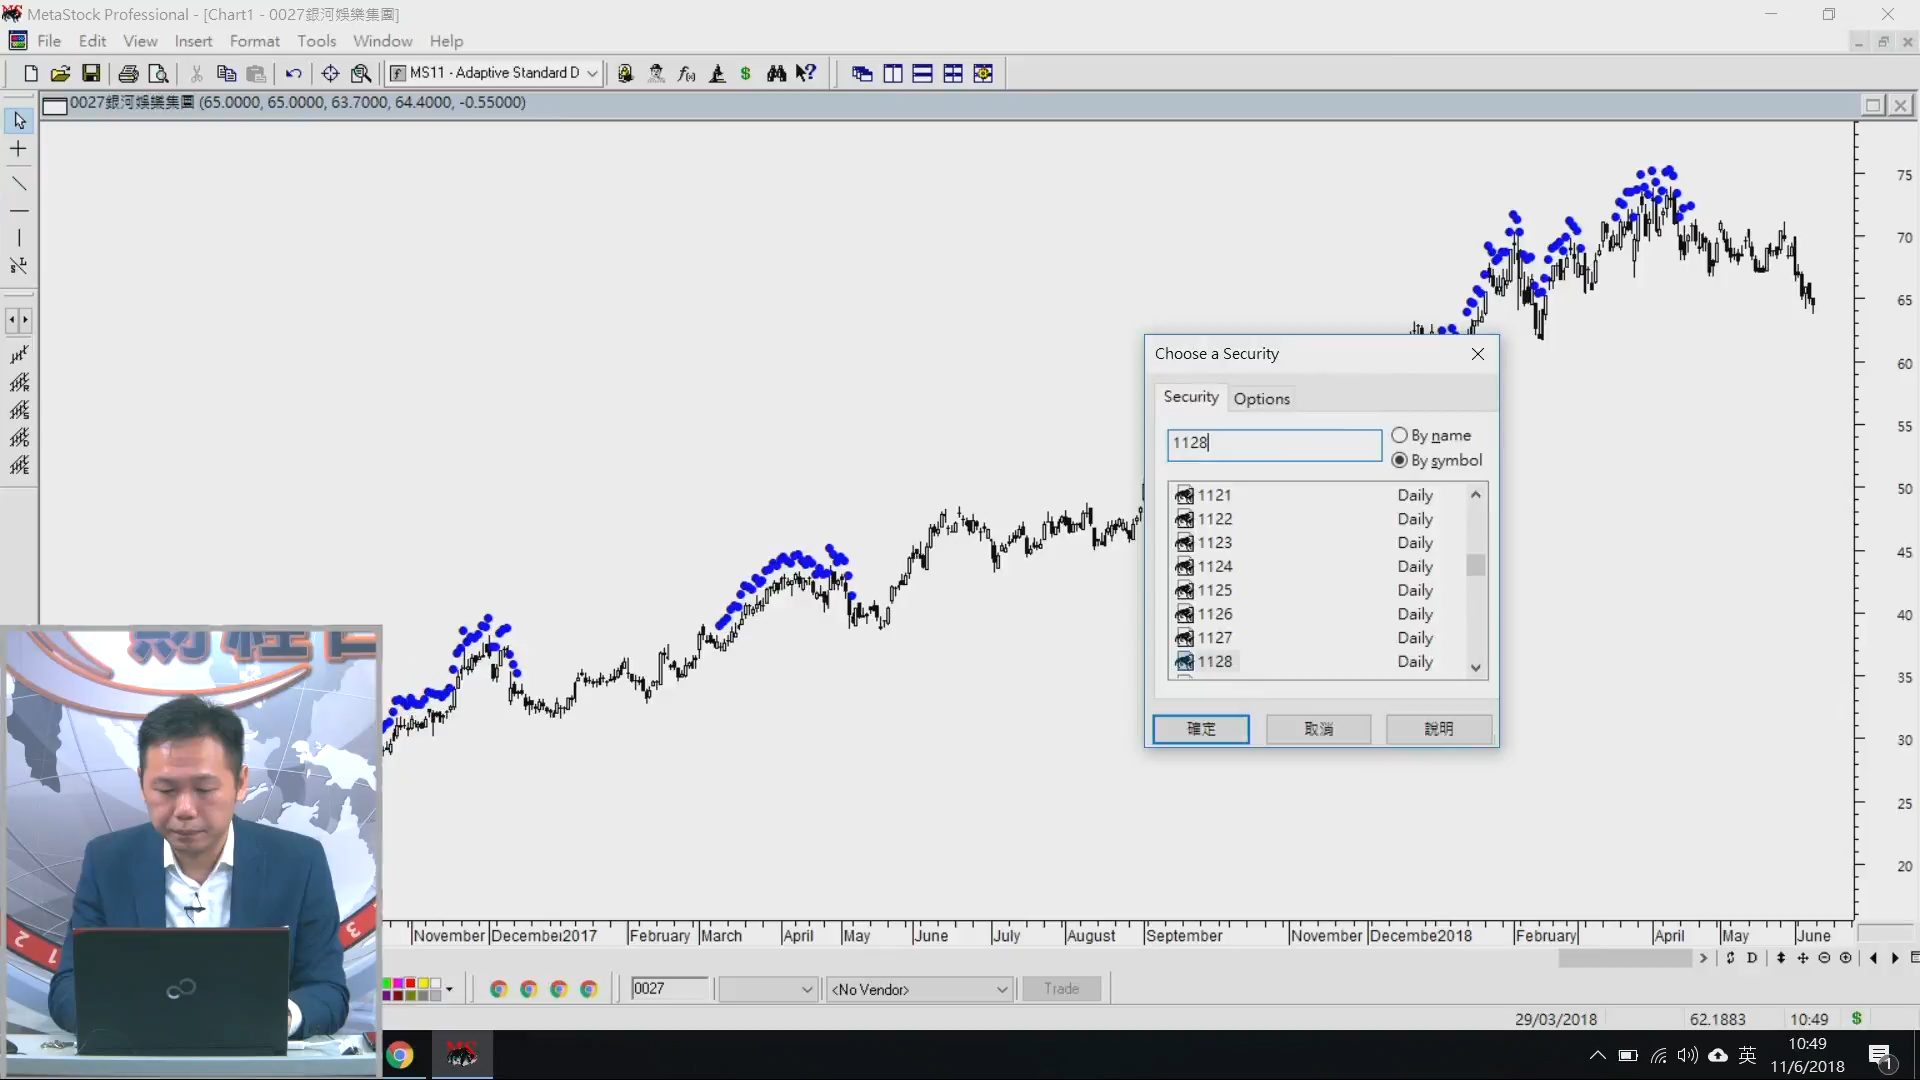 MetaStock Professional - [Chart1 - 0027銀河娛樂集團]
File Edit View Insert Format Tools Window Help
MS11 - Adaptive Standard D
0027銀河娛樂集團 (65.0000, 65.0000, 63.7000, 64.4000, -0.55000)
75
70
65
60
55
50
45
40
35
30
25
20
Choose a Security
Security Options
1128
By name
By symbol
1121 Daily
1122 Daily
1123 Daily
1124 Daily
1125 Daily
1126 Daily
1127 Daily
1128 Daily
確定 取消 說明
財經
2 1 3
November December 2017 February March April May June July August September November December 2018 February April May June
D
0027 <No Vendor> Trade
29/03/2018 62.1883 10:49
英
10:49
11/6/2018
1